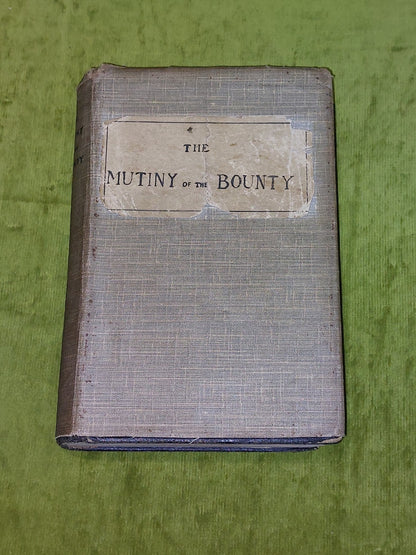 THE
MUTINY OF THE BOUNTY